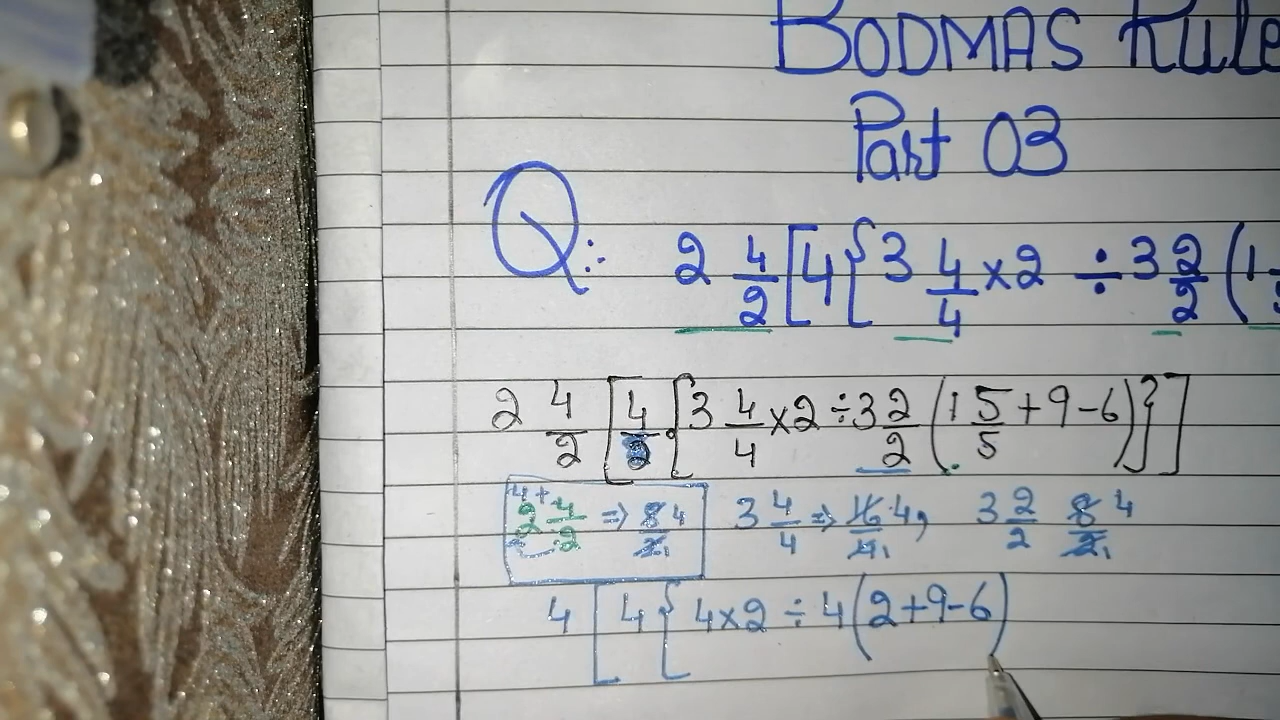 BODMAS Rule
Part 03
Q:. 2 4/2 [4 { 3 4/4 × 2 ÷ 3 2/2 (1
2 4/2 [4 { 3 4/4 × 2 ÷ 3 2/2 (1 5/5 + 9 - 6) } ]
2 4/2 ⇒ 8/2 4 1 3 4/4 ⇒ 16/4 4 1, 3 2/2 8/2 4 1
4 [ 4 { 4 × 2 ÷ 4 (2 + 9 - 6)